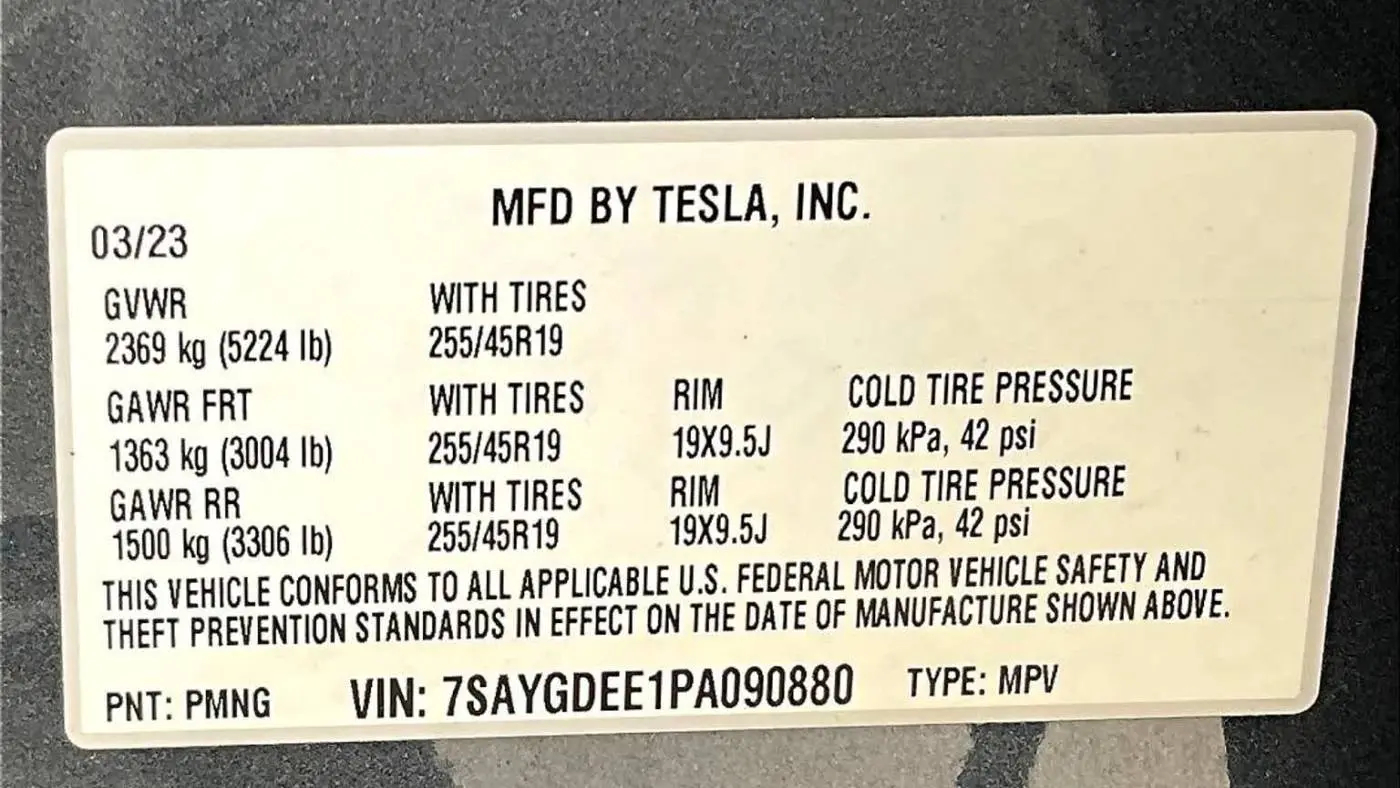 MFD BY TESLA, INC.
03/23
GVWR WITH TIRES
2369 kg (5224 lb) 255/45R19
GAWR FRT WITH TIRES RIM COLD TIRE PRESSURE
1363 kg (3004 lb) 255/45R19 19X9.5J 290 kPa, 42 psi
GAWR RR WITH TIRES RIM COLD TIRE PRESSURE
1500 kg (3306 lb) 255/45R19 19X9.5J 290 kPa, 42 psi
THIS VEHICLE CONFORMS TO ALL APPLICABLE U.S. FEDERAL MOTOR VEHICLE SAFETY AND
THEFT PREVENTION STANDARDS IN EFFECT ON THE DATE OF MANUFACTURE SHOWN ABOVE.
PNT: PMNG VIN: 7SAYGDEE1PA090880 TYPE: MPV